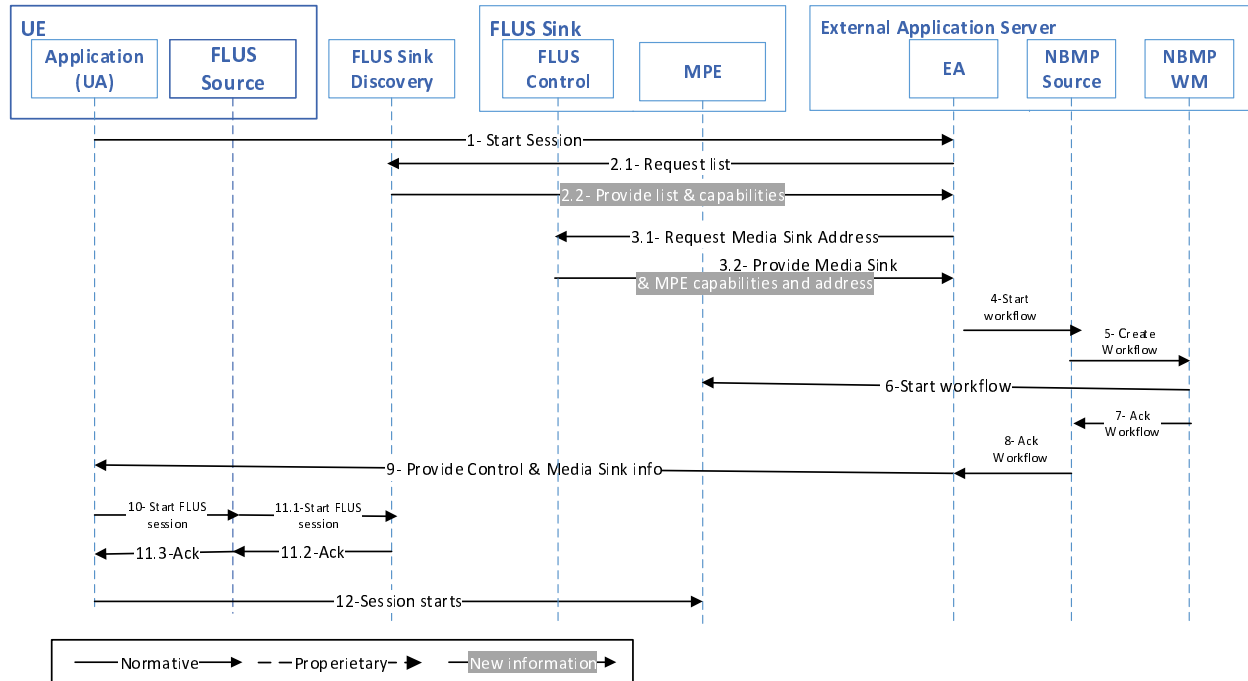 UE
FLUS Sink
External Application Server
Application
(UA)
FLUS
Source
FLUS Sink
Discovery
FLUS
Control
MPE
EA
NBMP
Source
NBMP
WM
1- Start Session
2.1- Request list
2.2- Provide list & capabilities
3.1- Request Media Sink Address
3.2- Provide Media Sink
& MPE capabilities and address
4-Start
workflow
5- Create
Workflow
6-Start workflow
7- Ack
Workflow
8- Ack
Workflow
9- Provide Control & Media Sink info
10- Start FLUS
session
11.1-Start FLUS
session
11.3-Ack
11.2-Ack
12-Session starts
Normative
Properietary
New information